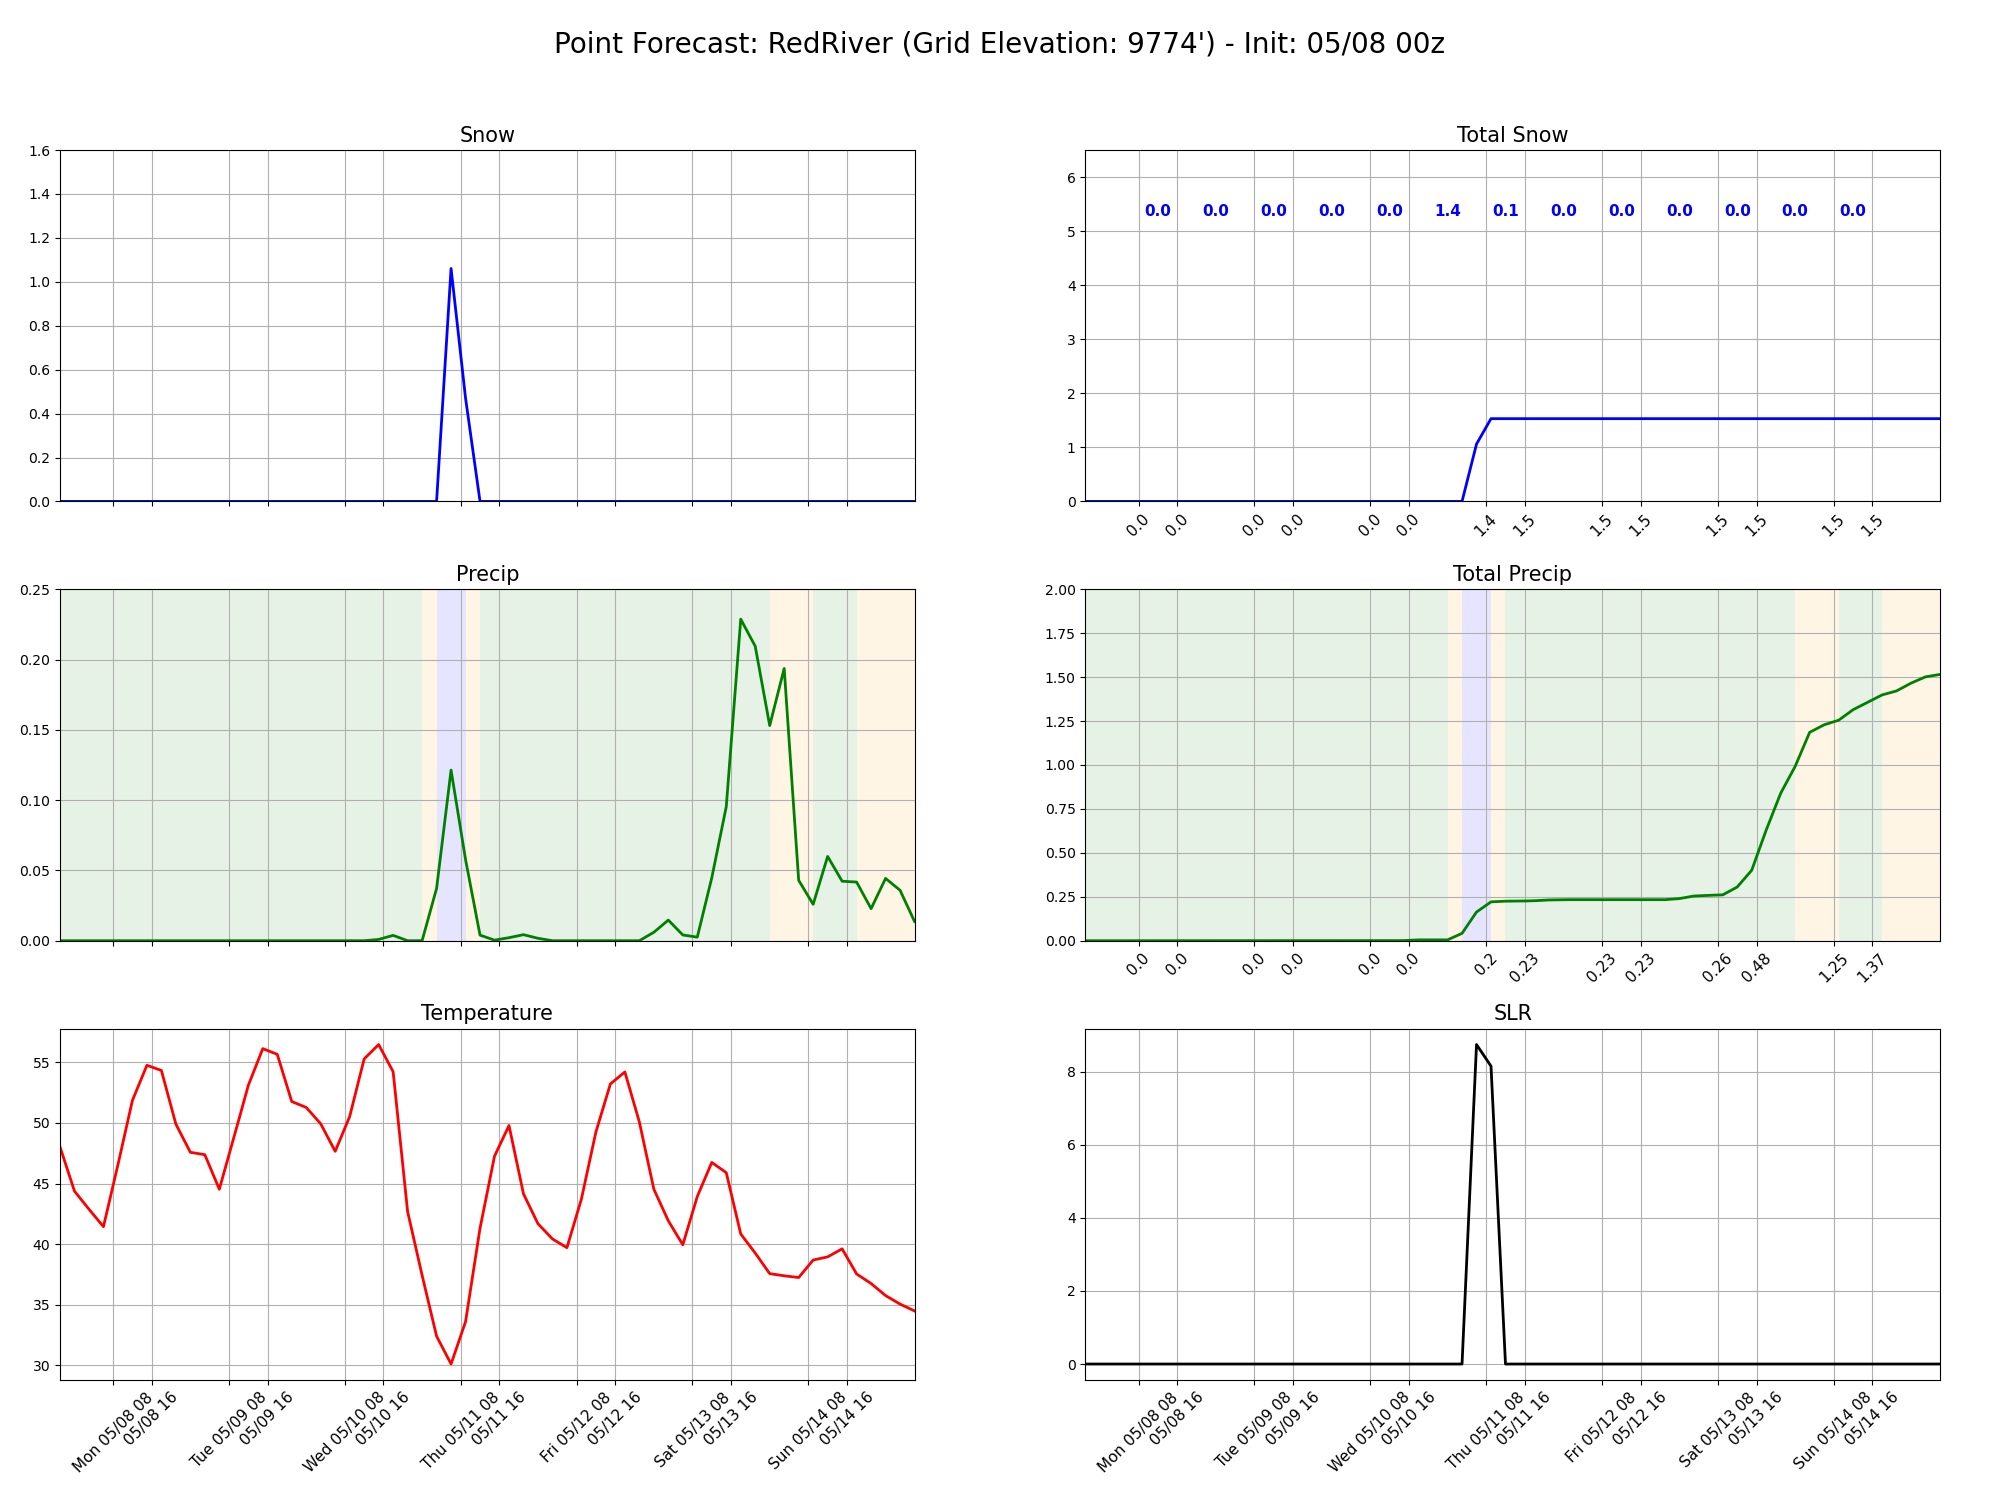 Point Forecast: RedRiver (Grid Elevation: 9774') - Init: 05/08 00z
Snow
1.6
1.4
1.2
1.0
0.8
0.6
0.4
0.2
0.0
Total Snow
6
5
4
3
2
1
0
0.0 0.0 0.0 0.0 0.0 1.4 0.1 0.0 0.0 0.0 0.0 0.0 0.0
0.0 0.0 0.0 0.0 0.0 0.0 1.4 1.5 1.5 1.5 1.5 1.5 1.5 1.5
Precip
0.25
0.20
0.15
0.10
0.05
0.00
Total Precip
2.00
1.75
1.50
1.25
1.00
0.75
0.50
0.25
0.00
0.0 0.0 0.0 0.0 0.0 0.0 0.2 0.23 0.23 0.23 0.26 0.48 1.25 1.37
Temperature
55
50
45
40
35
30
Mon 05/08 08
05/08 16
Tue 05/09 08
05/09 16
Wed 05/10 08
05/10 16
Thu 05/11 08
05/11 16
Fri 05/12 08
05/12 16
Sat 05/13 08
05/13 16
Sun 05/14 08
05/14 16
SLR
8
6
4
2
0
Mon 05/08 08
05/08 16
Tue 05/09 08
05/09 16
Wed 05/10 08
05/10 16
Thu 05/11 08
05/11 16
Fri 05/12 08
05/12 16
Sat 05/13 08
05/13 16
Sun 05/14 08
05/14 16